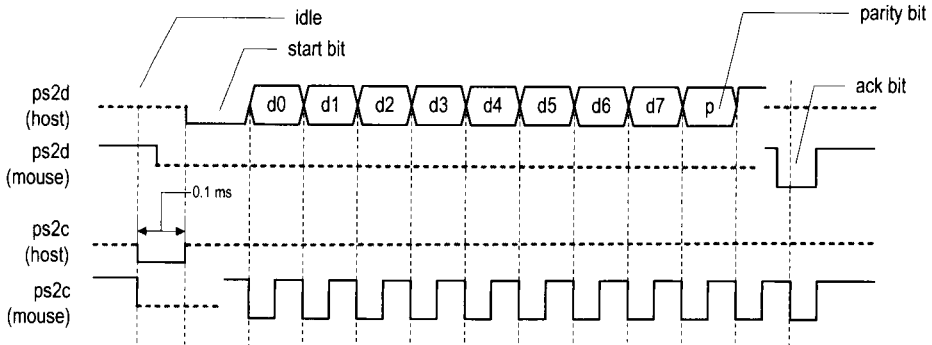 idle
parity bit
start bit
ps2d
(host)
d0 d1 d2 d3 d4 d5 d6 d7 p
ack bit
ps2d
(mouse)
0.1 ms
ps2c
(host)
ps2c
(mouse)